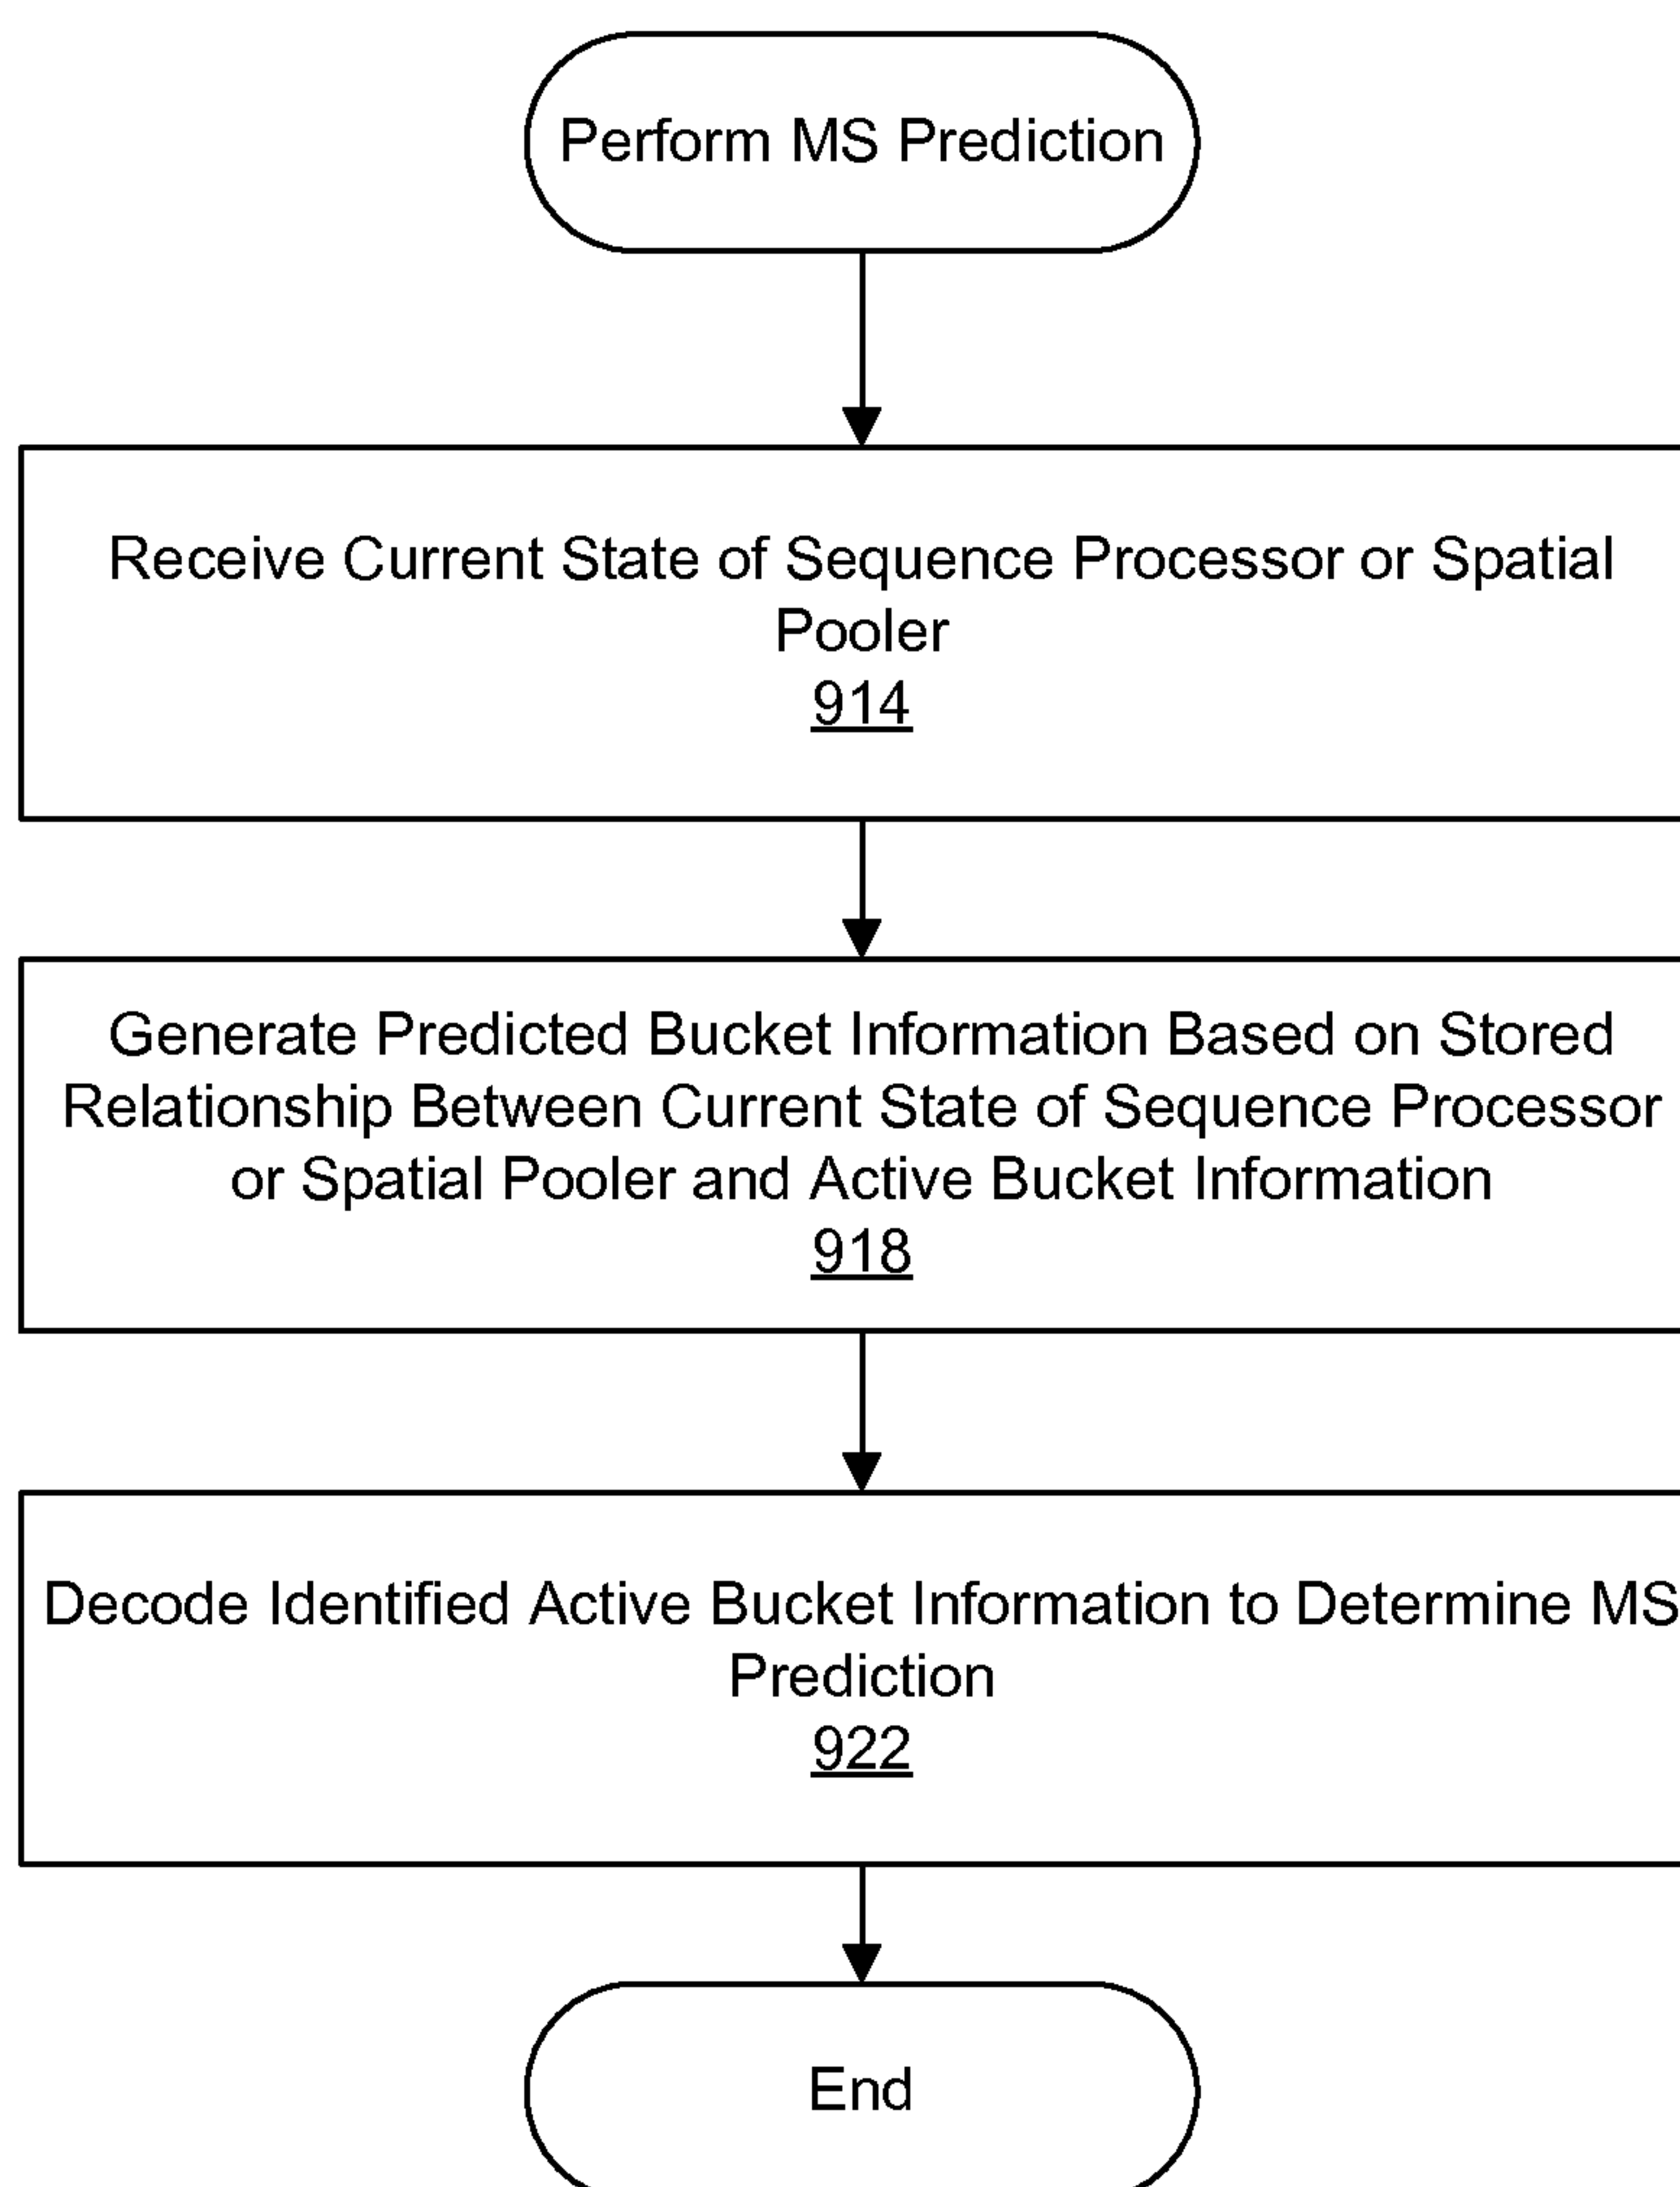 Perform MS Prediction
Receive Current State of Sequence Processor or Spatial
Pooler
914
Generate Predicted Bucket Information Based on Stored
Relationship Between Current State of Sequence Processor
or Spatial Pooler and Active Bucket Information
918
Decode Identified Active Bucket Information to Determine MS
Prediction
922
End